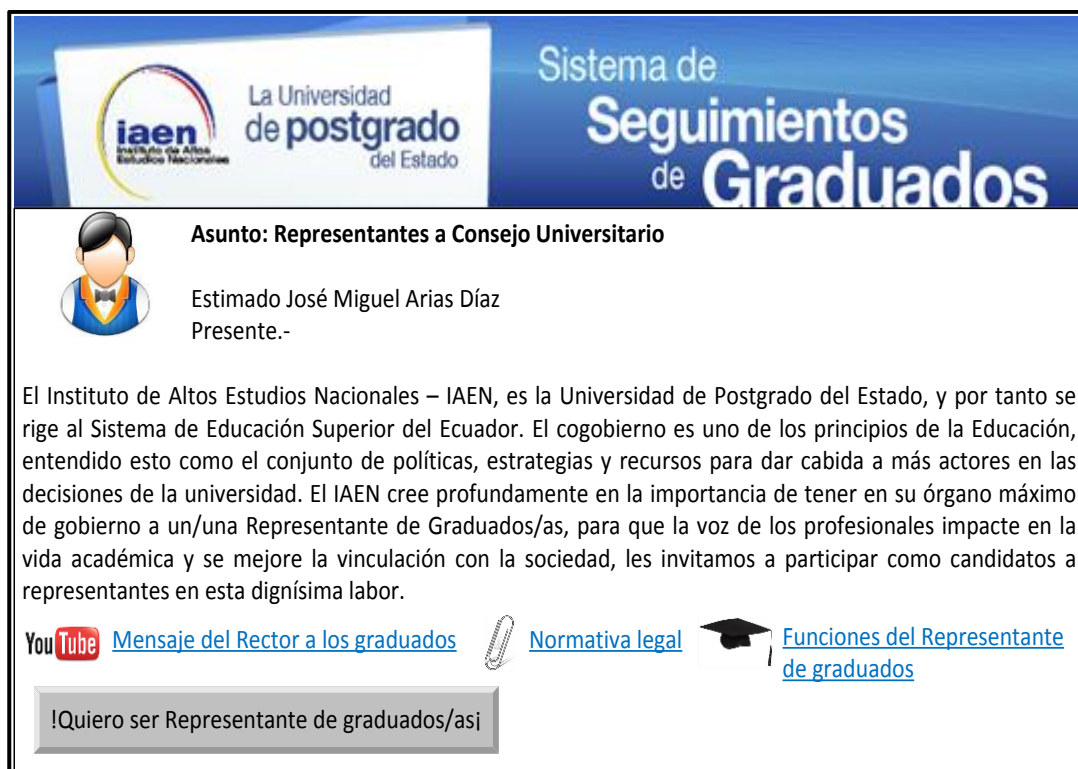 iaen
Instituto de Altos
Estudios Nacionales
La Universidad
de postgrado
del Estado
Sistema de
Seguimientos
de Graduados
Asunto: Representantes a Consejo Universitario
Estimado José Miguel Arias Díaz
Presente.-
El Instituto de Altos Estudios Nacionales – IAEN, es la Universidad de Postgrado del Estado, y por tanto se
rige al Sistema de Educación Superior del Ecuador. El cogobierno es uno de los principios de la Educación,
entendido esto como el conjunto de políticas, estrategias y recursos para dar cabida a más actores en las
decisiones de la universidad. El IAEN cree profundamente en la importancia de tener en su órgano máximo
de gobierno a un/una Representante de Graduados/as, para que la voz de los profesionales impacte en la
vida académica y se mejore la vinculación con la sociedad, les invitamos a participar como candidatos a
representantes en esta dignísima labor.
YouTube Mensaje del Rector a los graduados Normativa legal Funciones del Representante
de graduados
!Quiero ser Representante de graduados/as¡